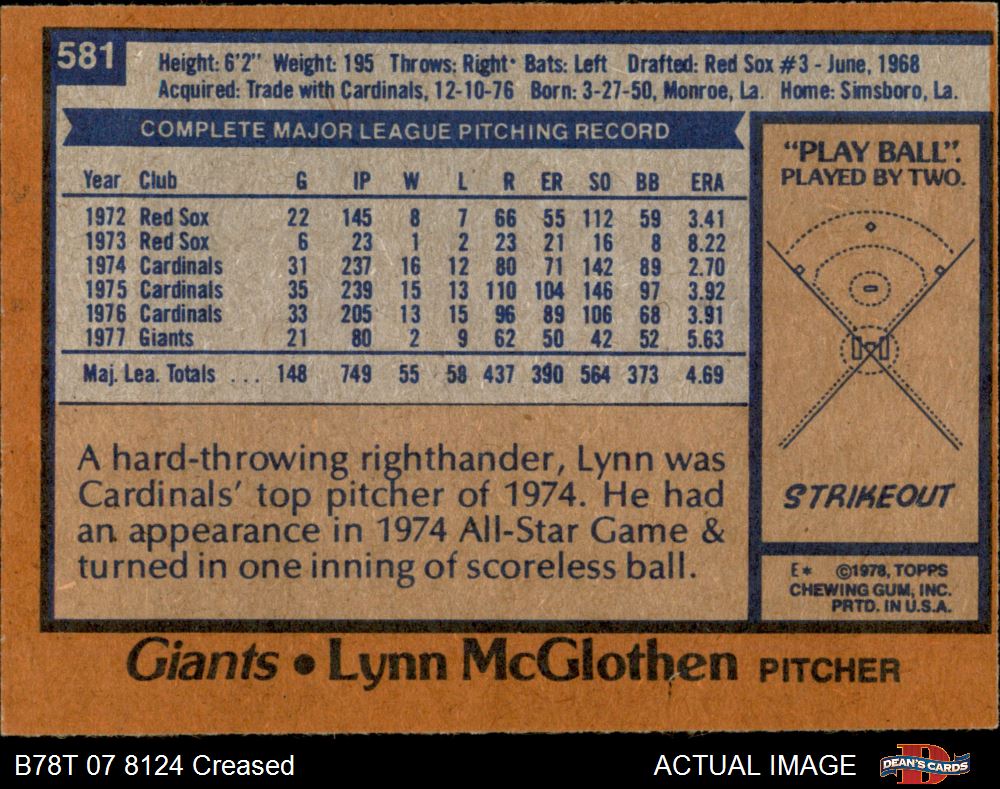 581
Height: 6'2" Weight: 195 Throws: Right• Bats: Left Drafted: Red Sox #3 - June, 1968
Acquired: Trade with Cardinals, 12-10-76 Born: 3-27-50, Monroe, La. Home: Simsboro, La.
COMPLETE MAJOR LEAGUE PITCHING RECORD
Year Club G IP W L R ER SO BB ERA
1972 Red Sox 22 145 8 7 66 55 112 59 3.41
1973 Red Sox 6 23 1 2 23 21 16 8 8.22
1974 Cardinals 31 237 16 12 80 71 142 89 2.70
1975 Cardinals 35 239 15 13 110 104 146 97 3.92
1976 Cardinals 33 205 13 15 96 89 106 68 3.91
1977 Giants 21 80 2 9 62 50 42 52 5.63
Maj. Lea. Totals ... 148 749 55 58 437 390 564 373 4.69
A hard-throwing righthander, Lynn was
Cardinals' top pitcher of 1974. He had
an appearance in 1974 All-Star Game &
turned in one inning of scoreless ball.
"PLAY BALL".
PLAYED BY TWO.
STRIKEOUT
E* ©1978, TOPPS
CHEWING GUM, INC.
PRTD. IN U.S.A.
Giants • Lynn McGlothen PITCHER
B78T 07 8124 Creased
ACTUAL IMAGE
DEAN'S CARDS